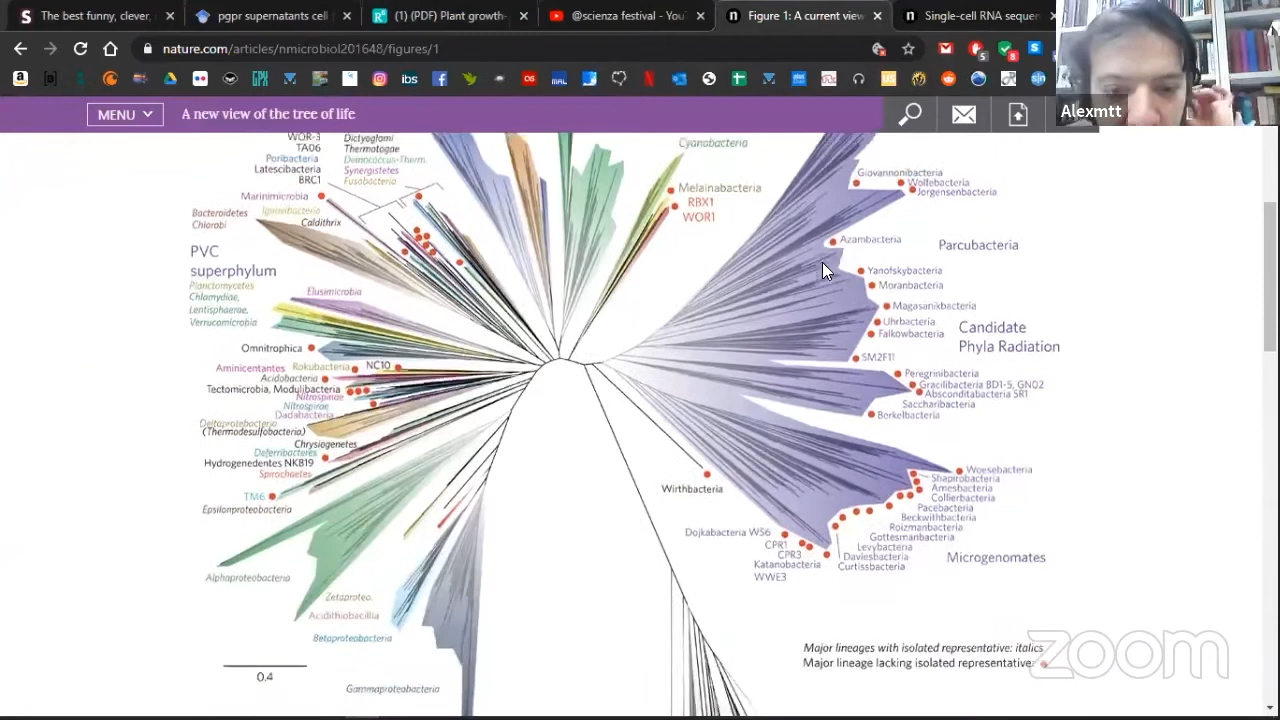 The best funny, clever,
pgpr supernatants cell
(1) (PDF) Plant growth-
@scienza festival - You
Figure 1: A current view
Single-cell RNA sequen
nature.com/articles/nmicrobiol201648/figures/1
Alexmtt
MENU
A new view of the tree of life
WOR-3
TA06
Poribacteria
Latescibacteria
BRC1
Dictyoglomi
Thermotogae
Deinococcus-Therm.
Synergistetes
Fusobacteria
Cyanobacteria
Melainabacteria
RBX1
WOR1
Giovannonibacteria
Wolfebacteria
Jorgensenbacteria
Marinimicrobia
Bacteroidetes
Chlorobi
Ignavibacteria
Caldithrix
Azambacteria
Parcubacteria
PVC
superphylum
Planctomycetes
Chlamydiae,
Lentisphaerae,
Verrucomicrobia
Elusimicrobia
Yanofskybacteria
Moranbacteria
Magasanikbacteria
Uhrbacteria
Falkowbacteria
Candidate
Phyla Radiation
SM2F11
Omnitrophica
Aminicentantes
Rokubacteria
NC10
Acidobacteria
Tectomicrobia, Modulibacteria
Nitrospinae
Nitrospirae
Dadabacteria
Deltaprotebacteria
(Thermodesulfobacteria)
Chrysiogenetes
Deferribacteres
Hydrogenedentes NKB19
Spirochaetes
TM6
Epsilonproteobacteria
Peregrinibacteria
Gracilibacteria BD1-5, GN02
Absconditabacteria SR1
Saccharibacteria
Berkelbacteria
Woesebacteria
Shapirobacteria
Amesbacteria
Collierbacteria
Pacebacteria
Beckwithbacteria
Roizmanbacteria
Gottesmanbacteria
Levybacteria
Daviesbacteria
Curtissbacteria
Microgenomates
Wirthbacteria
Dojkabacteria WS6
CPR1
CPR3
Katanobacteria
WWE3
Alphaproteobacteria
Zetaproteo.
Acidithiobacillia
Betaproteobacteria
0.4
Gammaproteobacteria
Major lineages with isolated representative: italics
Major lineage lacking isolated representative:
zoom